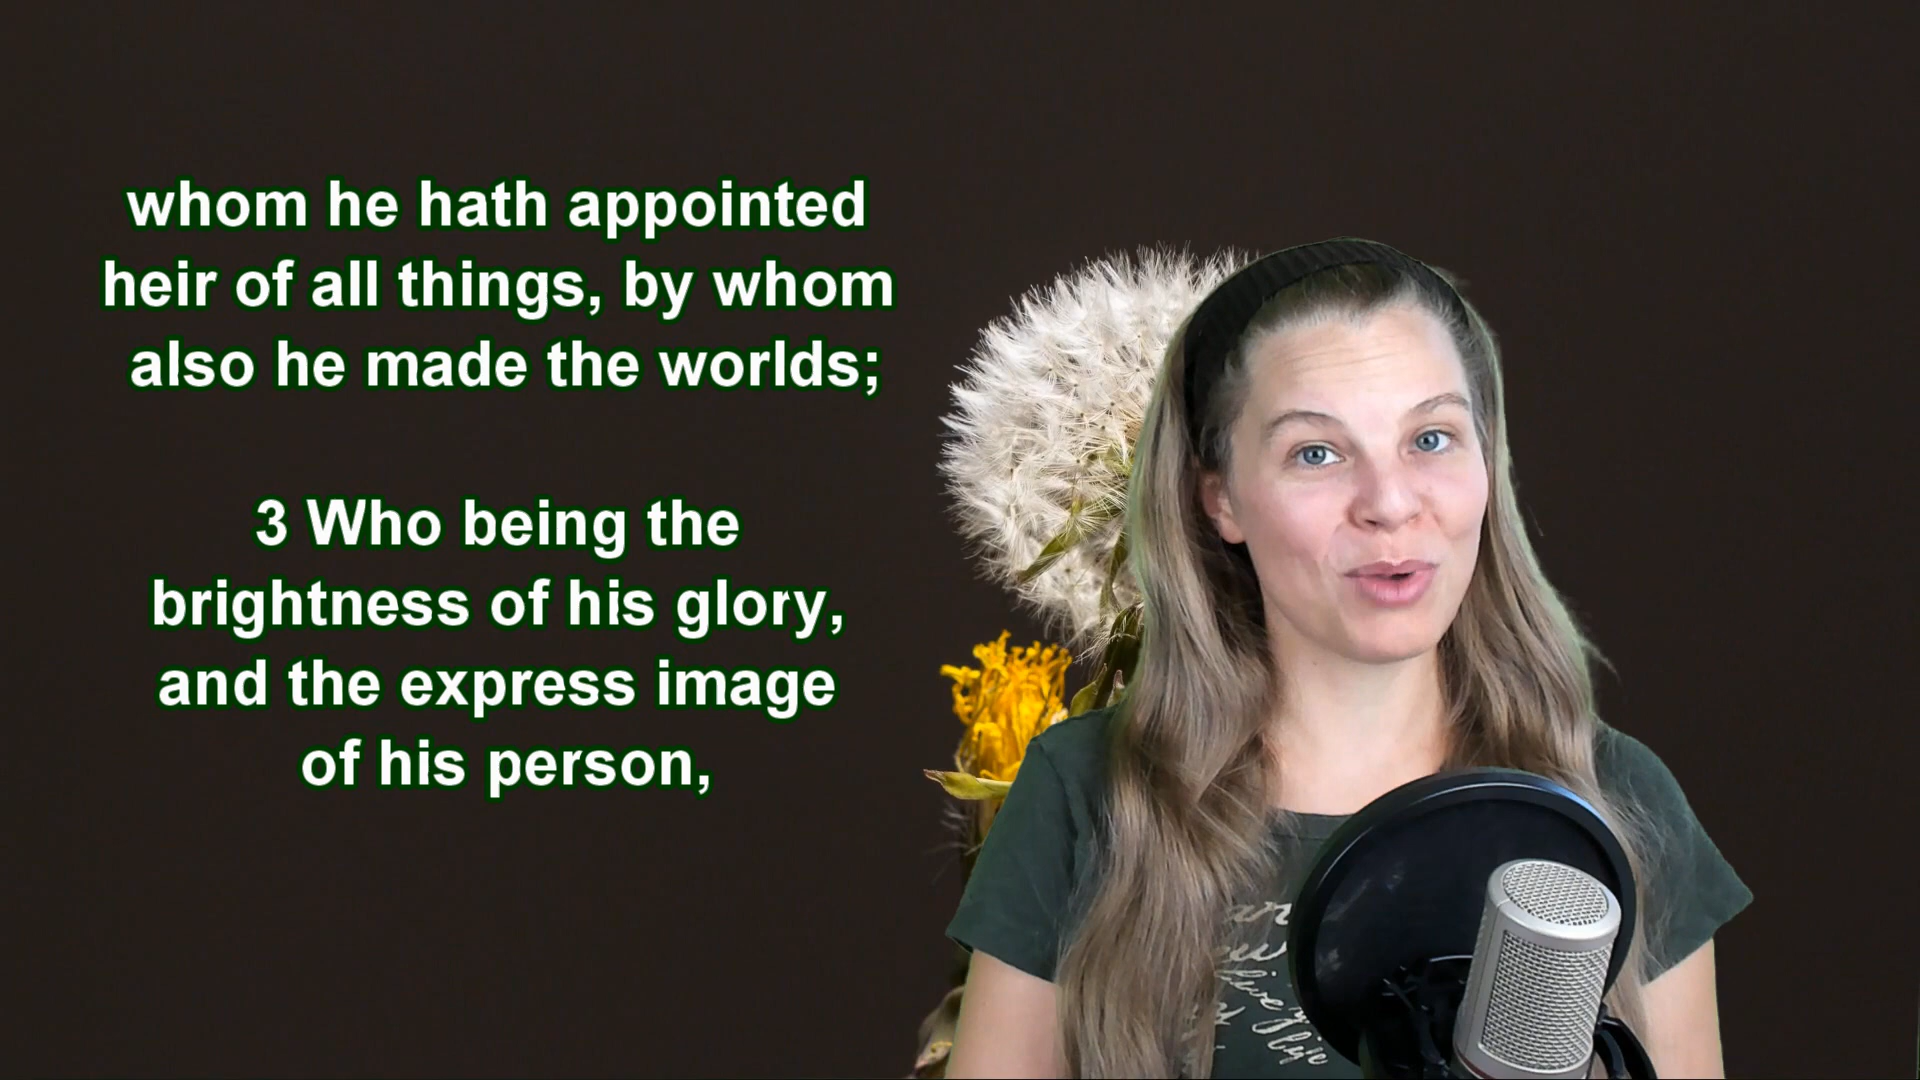 whom he hath appointed
heir of all things, by whom
also he made the worlds;
3 Who being the
brightness of his glory,
and the express image
of his person,